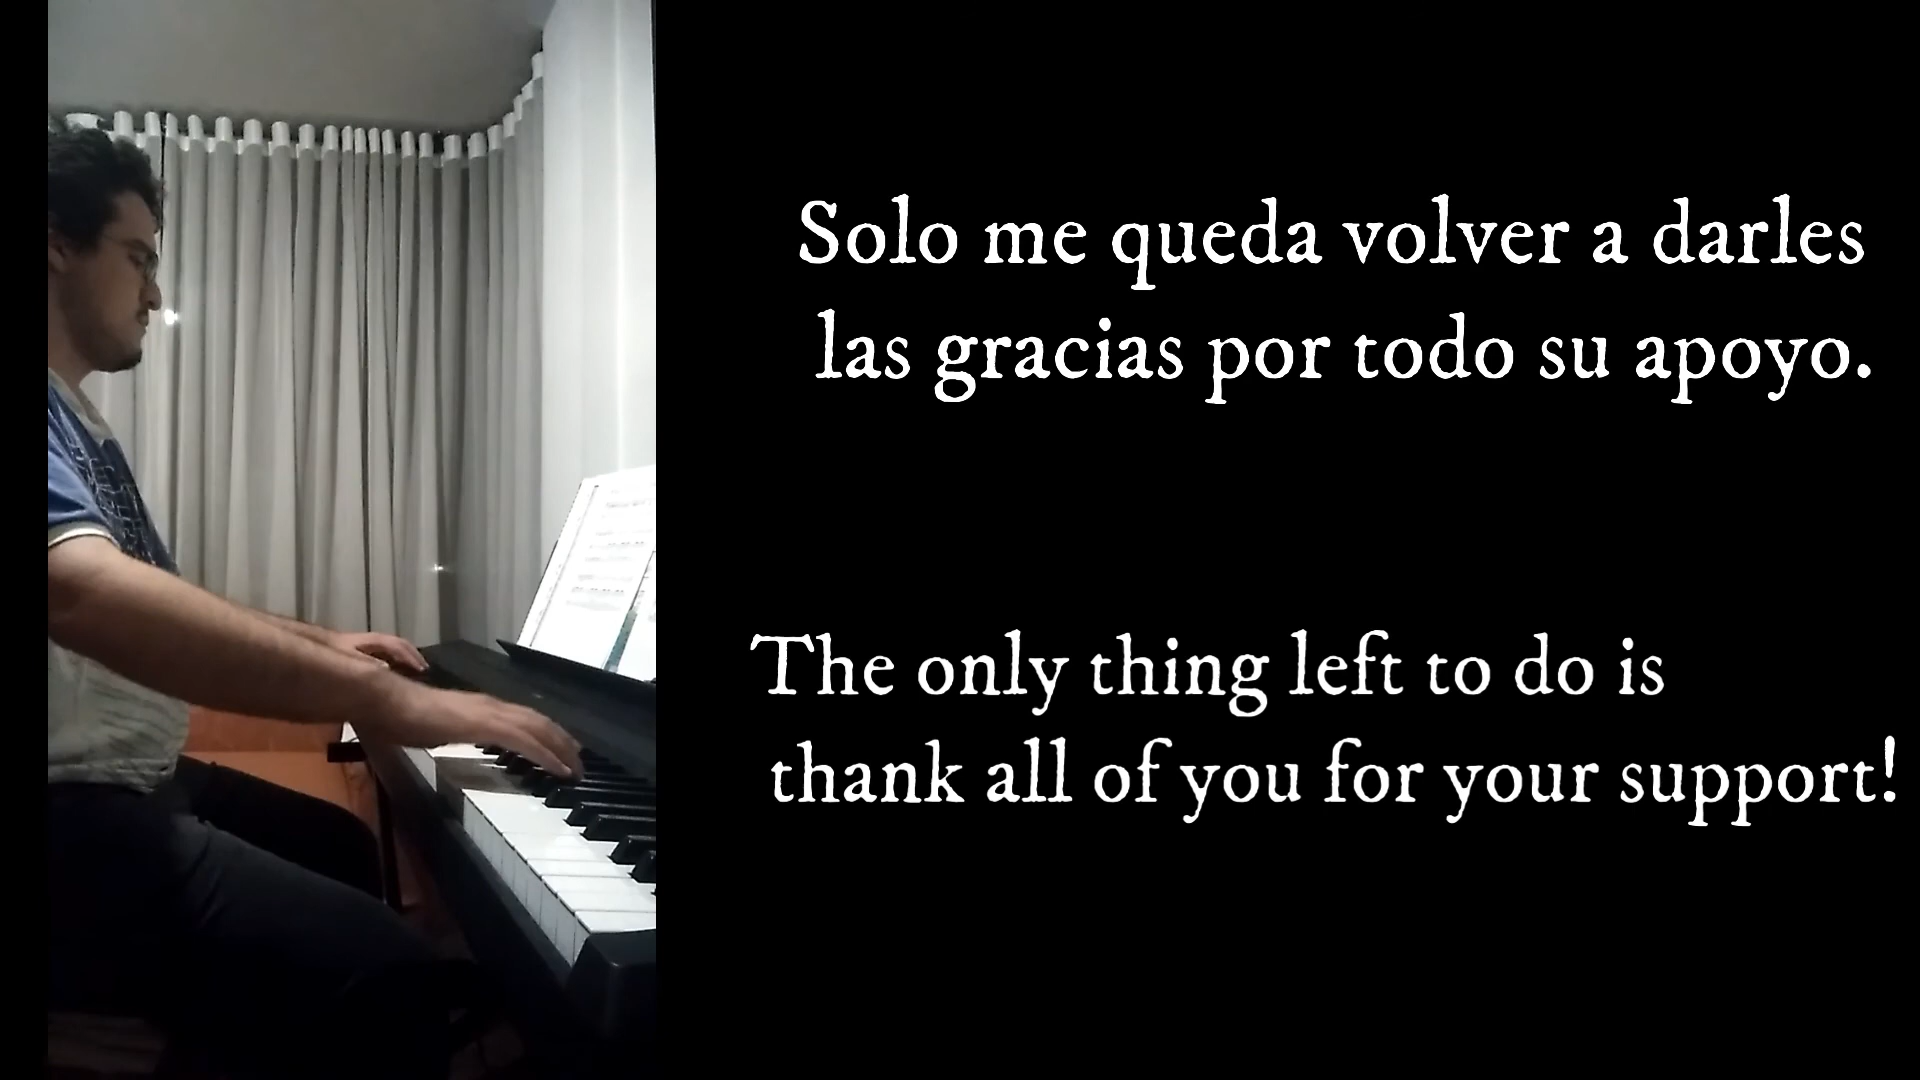 Solo me queda volver a darles
las gracias por todo su apoyo.
The only thing left to do is
thank all of you for your support!